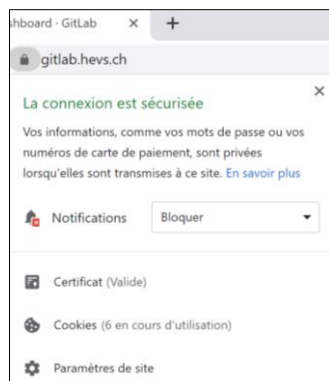 shboard · GitLab
gitlab.hevs.ch
La connexion est sécurisée
Vos informations, comme vos mots de passe ou vos
numéros de carte de paiement, sont privées
lorsqu'elles sont transmises à ce site. En savoir plus
Notifications Bloquer
Certificat (Valide)
Cookies (6 en cours d'utilisation)
Paramètres de site